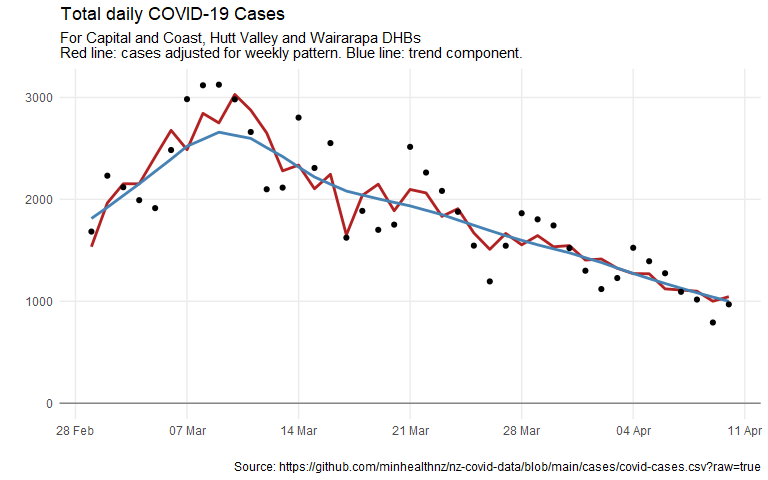 Total daily COVID-19 Cases
For Capital and Coast, Hutt Valley and Wairarapa DHBs
Red line: cases adjusted for weekly pattern. Blue line: trend component.
3000
2000
1000
0
28 Feb 07 Mar 14 Mar 21 Mar 28 Mar 04 Apr 11 Apr
Source: https://github.com/minhealthnz/nz-covid-data/blob/main/cases/covid-cases.csv?raw=true